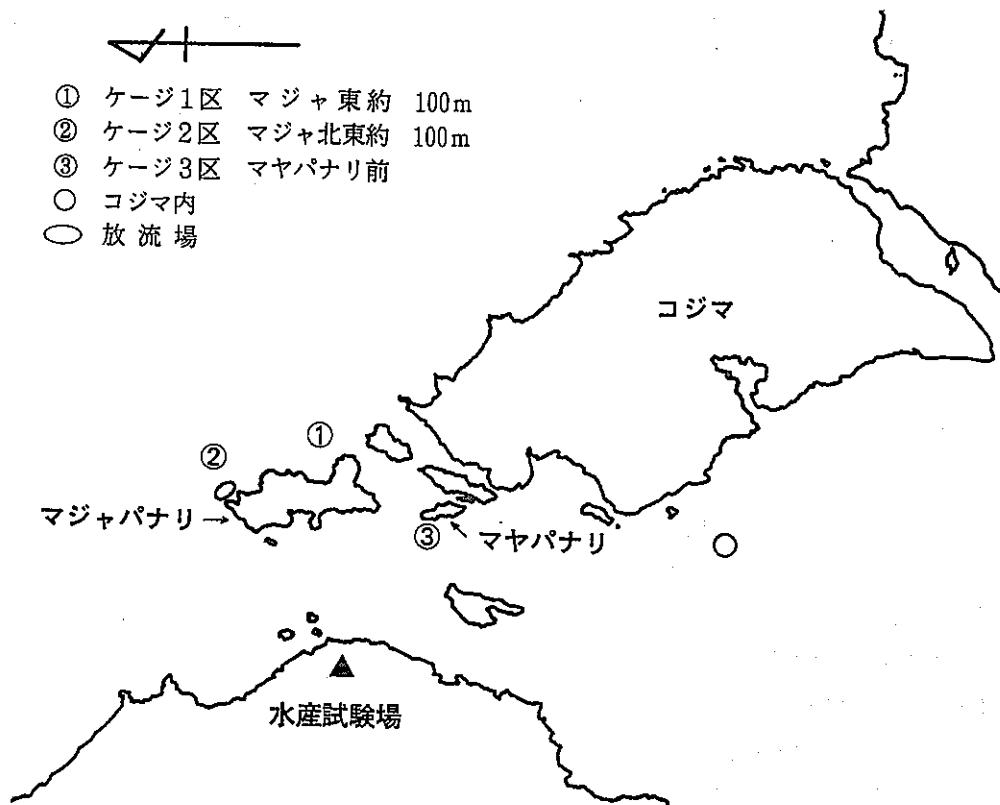 ① ケージ1区 マジャ東約 100m
② ケージ2区 マジャ北東約 100m
③ ケージ3区 マヤパナリ前
○ コジマ内
⬭ 放流場
コジマ
①
②
マジャパナリ→
③
マヤパナリ
水産試験場